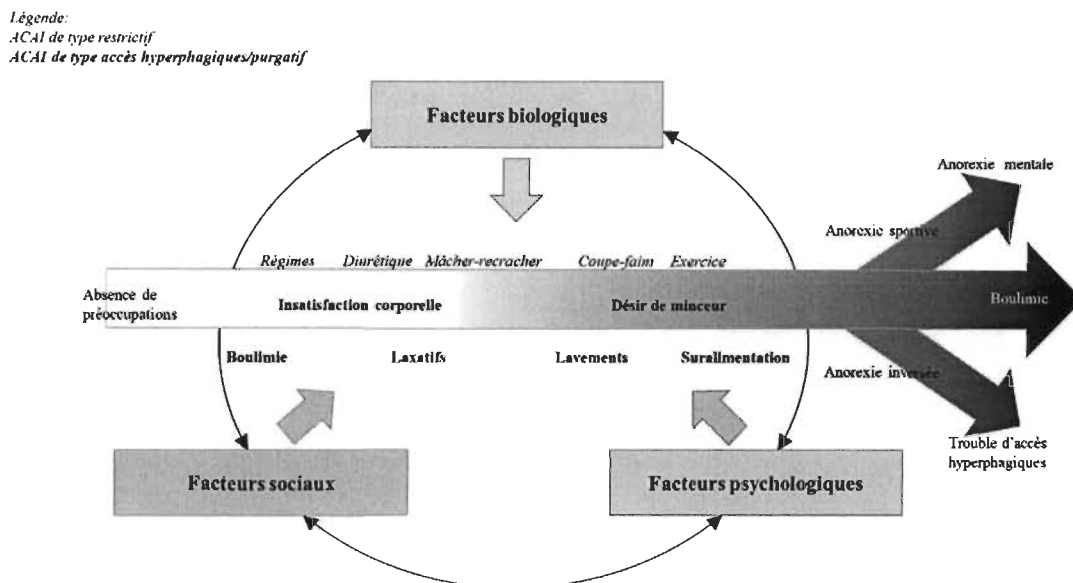 Légende:
ACAI de type restrictif
ACAI de type accès hyperphagiques/purgatif
Facteurs biologiques
Anorexie mentale
Anorexie sportive
Régimes Diurétique Mâcher-recracher Coupe-faim Exercice
Absence de
préoccupations
Insatisfaction corporelle Désir de minceur Boulimie
Boulimie Laxatifs Lavements Suralimentation
Anorexie inversée
Trouble d'accès
hyperphagiques
Facteurs sociaux Facteurs psychologiques